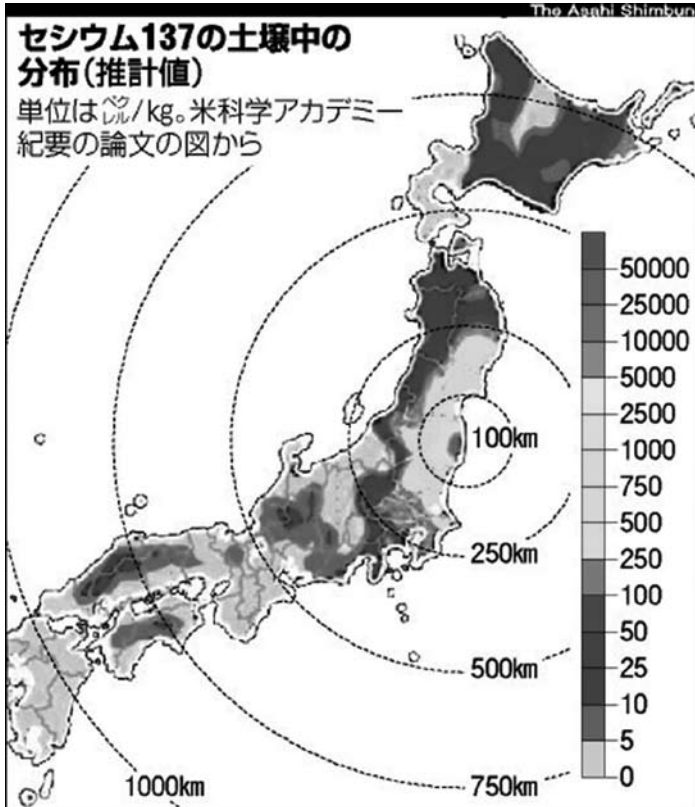 The Asahi Shimbun
セシウム137の土壌中の
分布(推計値)
単位はベクレル/kg。米科学アカデミー
紀要の論文の図から
50000
25000
10000
5000
2500
1000
750
500
250
100
50
25
10
5
0
100km
250km
500km
750km
1000km